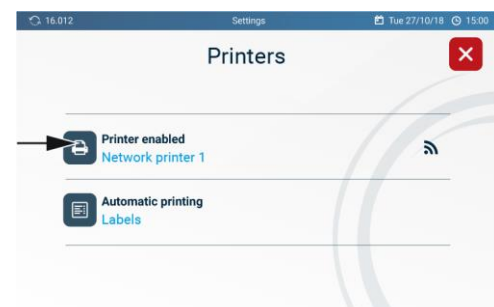 16.012 Settings Tue 27/10/18 15:00
Printers
Printer enabled
Network printer 1
Automatic printing
Labels